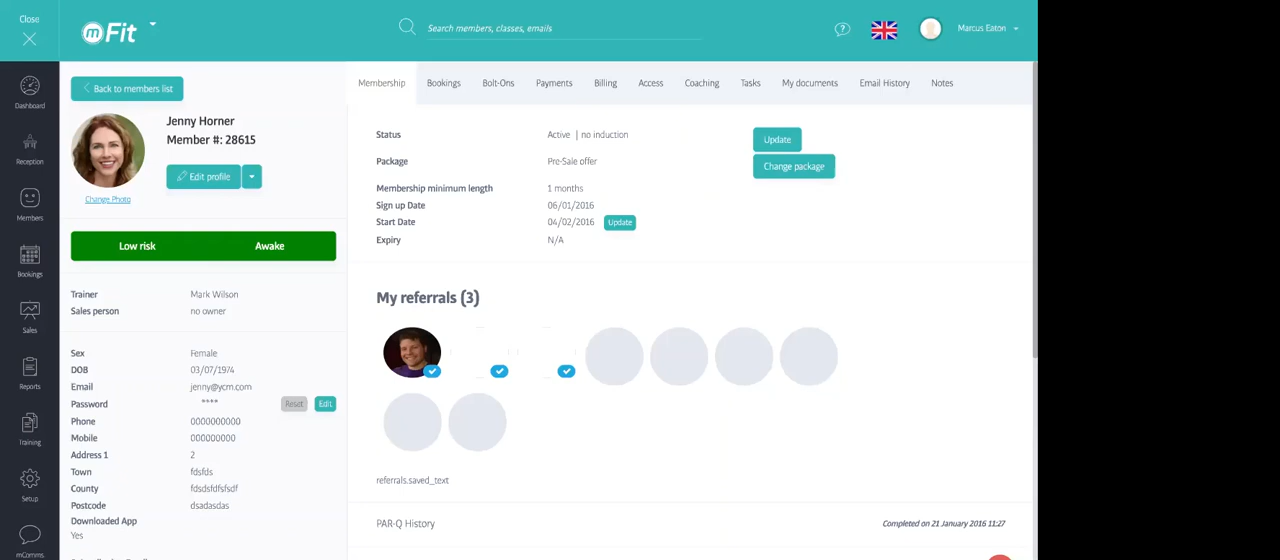 Close
mFit
Search members, classes, emails
?
Marcus Eaton
Dashboard
Reception
Members
Bookings
Sales
Reports
Training
Setup
mComms
Back to members list
Jenny Horner
Member #: 28615
Edit profile
Change Photo
Low risk Awake
Trainer Mark Wilson
Sales person no owner
Sex Female
DOB 03/07/1974
Email jenny@ycm.com
Password **** Reset Edit
Phone 0000000000
Mobile 000000000
Address 1 2
Town fdsfds
County fdsdsfdfsfsdf
Postcode dsadasdas
Downloaded App
Yes
Membership Bookings Bolt-Ons Payments Billing Access Coaching Tasks My documents Email History Notes
Status Active | no induction Update
Package Pre-Sale offer Change package
Membership minimum length 1 months
Sign up Date 06/01/2016
Start Date 04/02/2016 Update
Expiry N/A
My referrals (3)
referrals.saved_text
PAR-Q History Completed on 21 January 2016 11:27